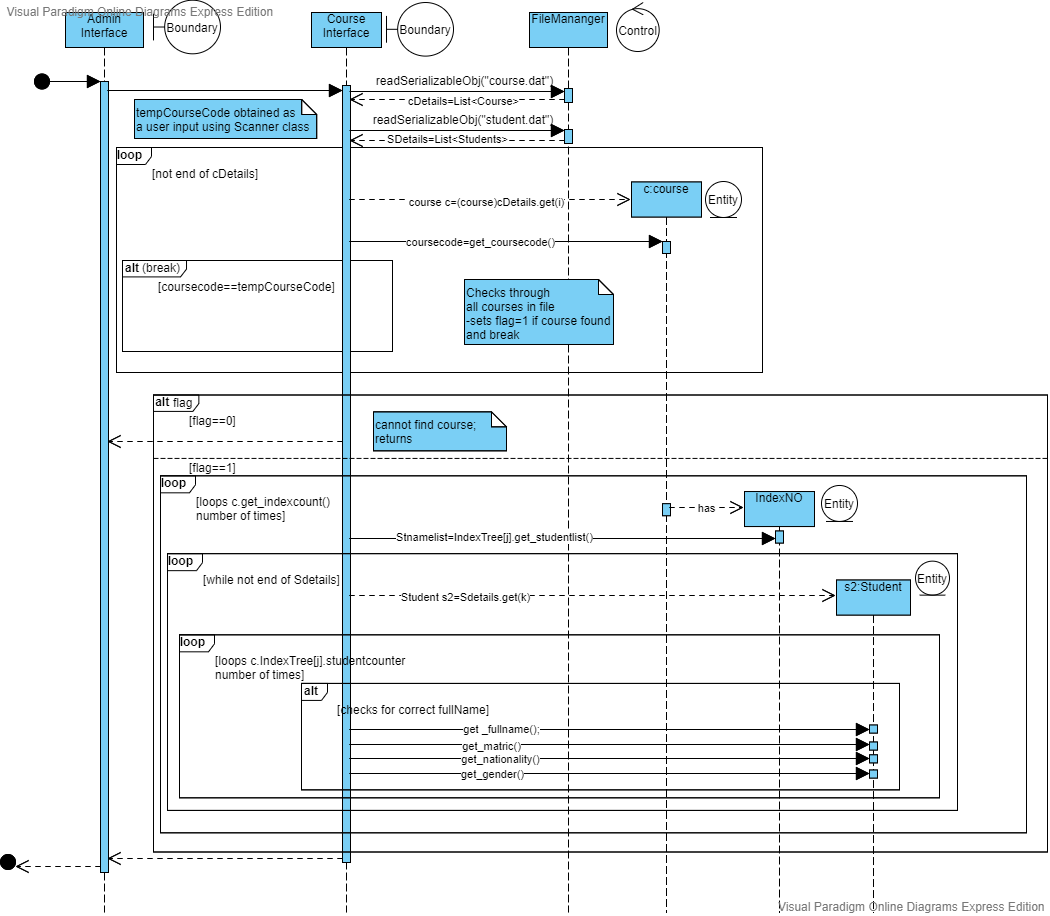 Visual Paradigm Online Diagrams Express Edition
Admin
Interface
Boundary
Course
Interface
Boundary
FileMananger
Control
readSerializableObj("course.dat")
cDetails=List<Course>
tempCourseCode obtained as
a user input using Scanner class
readSerializableObj("student.dat")
SDetails=List<Students>
loop
[not end of cDetails]
c:course
Entity
course c=(course)cDetails.get(i)
coursecode=get_coursecode()
alt (break)
[coursecode==tempCourseCode]
Checks through
all courses in file
-sets flag=1 if course found
and break
alt flag
[flag==0]
cannot find course;
returns
[flag==1]
loop
[loops c.get_indexcount()
number of times]
has
IndexNO
Entity
Stnamelist=IndexTree[j].get_studentlist()
loop
[while not end of Sdetails]
Student s2=Sdetails.get(k)
s2:Student
Entity
loop
[loops c.IndexTree[j].studentcounter
number of times]
alt
[checks for correct fullName]
get _fullname();
get_matric()
get_nationality()
get_gender()
Visual Paradigm Online Diagrams Express Edition